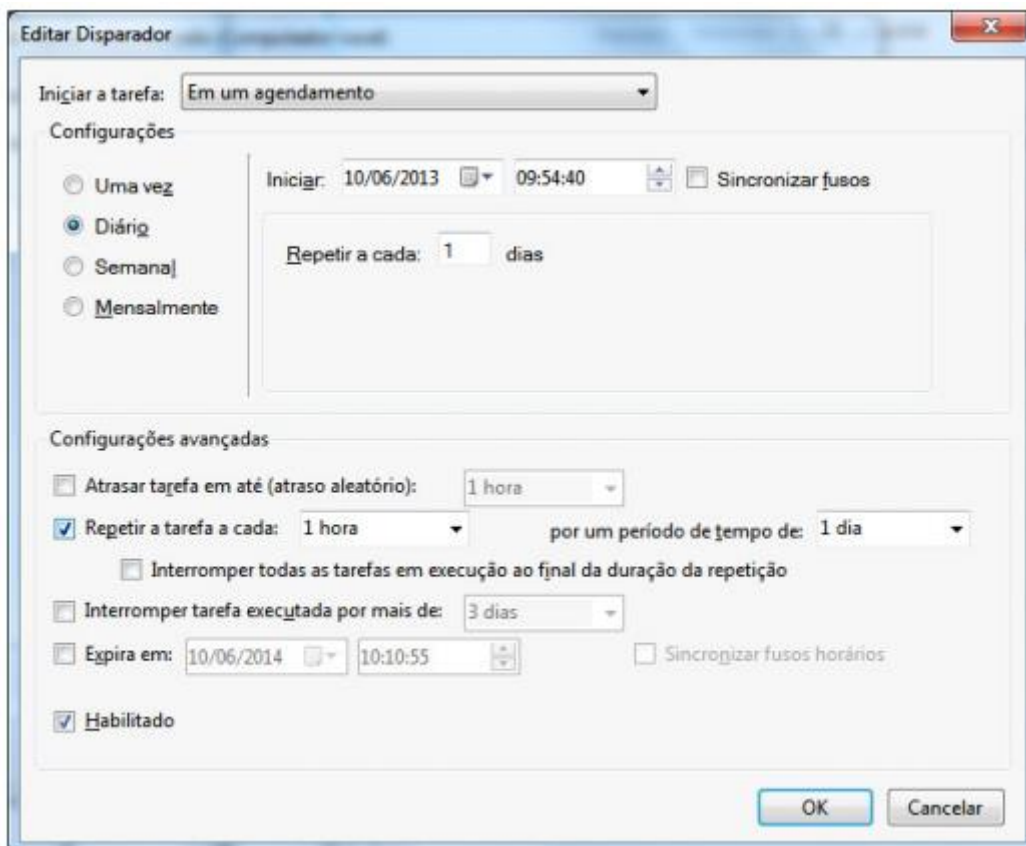 Editar Disparador
Iniciar a tarefa: Em um agendamento
Configurações
Uma vez
Diário
Semanal
Mensalmente
Iniciar: 10/06/2013 09:54:40 Sincronizar fusos
Repetir a cada: 1 dias
Configurações avançadas
Atrasar tarefa em até (atraso aleatório): 1 hora
Repetir a tarefa a cada: 1 hora por um período de tempo de: 1 dia
Interromper todas as tarefas em execução ao final da duração da repetição
Interromper tarefa executada por mais de: 3 dias
Expira em: 10/06/2014 10:10:55 Sincronizar fusos horários
Habilitado
OK Cancelar